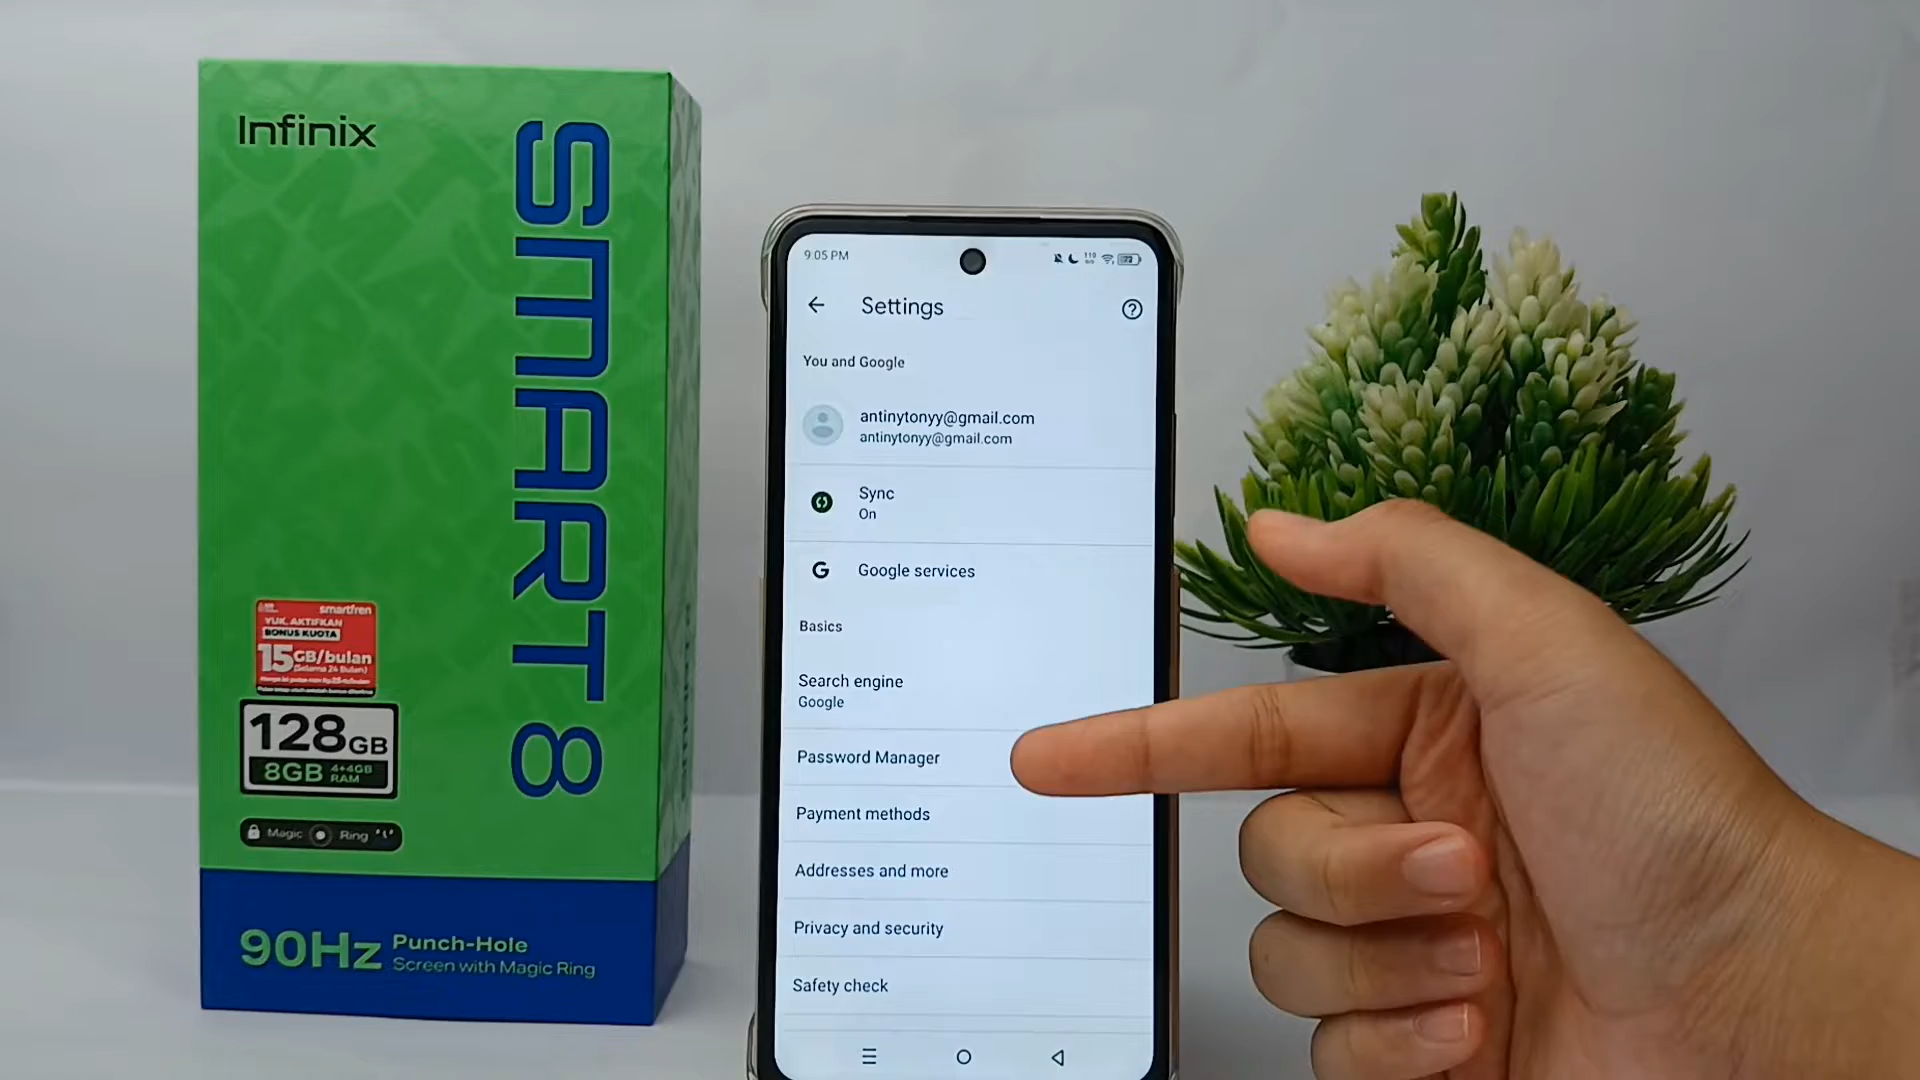 Infinix
SMART 8
smartfren
YUK, AKTIFKAN
BONUS KUOTA
15GB/bulan
(Selama 24 Bulan)
128GB
8GB 4+4GB RAM
Magic Ring
90Hz Punch-Hole
Screen with Magic Ring
9:05 PM
Settings
You and Google
antinytonyy@gmail.com
antinytonyy@gmail.com
Sync
On
Google services
Basics
Search engine
Google
Password Manager
Payment methods
Addresses and more
Privacy and security
Safety check